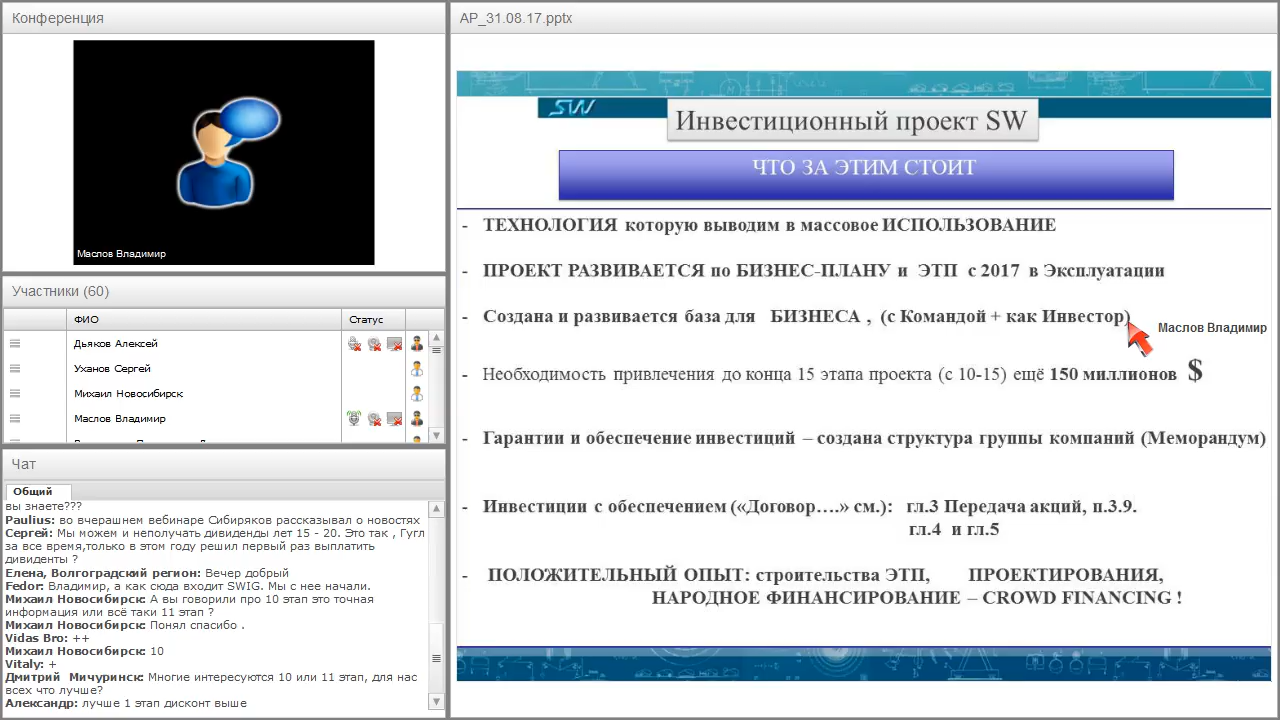 Конференция
Маслов Владимир
Участники (60)
ФИО
Статус
Дьяков Алексей
Уханов Сергей
Михаил Новосибирск
Маслов Владимир
Чат
Общий
вы знаете???
Paulius: во вчерашнем вебинаре Сибиряков рассказывал о новостях
Сергей: Мы можем и неполучать дивиденды лет 15 - 20. Это так , Гугл
за все время,только в этом году решил первый раз выплатить
дивиденты ?
Елена, Волгоградский регион: Вечер добрый
Fedor: Владимир, а как сюда входит SWIG. Мы с нее начали.
Михаил Новосибирск: А вы говорили про 10 этап это точная
информация или всё таки 11 этап ?
Михаил Новосибирск: Понял спасибо .
Vidas Bro: ++
Михаил Новосибирск: 10
Vitaly: +
Дмитрий Мичуринск: Многие интересуются 10 или 11 этап, для нас
всех что лучше?
Александр: лучше 1 этап дисконт выше
AP_31.08.17.pptx
SW
Инвестиционный проект SW
ЧТО ЗА ЭТИМ СТОИТ
- ТЕХНОЛОГИЯ которую выводим в массовое ИСПОЛЬЗОВАНИЕ
- ПРОЕКТ РАЗВИВАЕТСЯ по БИЗНЕС-ПЛАНУ и ЭТП с 2017 в Эксплуатации
- Создана и развивается база для БИЗНЕСА , (с Командой + как Инвестор)
Маслов Владимир
- Необходимость привлечения до конца 15 этапа проекта (с 10-15) ещё 150 миллионов $
- Гарантии и обеспечение инвестиций – создана структура группы компаний (Меморандум)
- Инвестиции с обеспечением («Договор….» см.): гл.3 Передача акций, п.3.9.
гл.4 и гл.5
- ПОЛОЖИТЕЛЬНЫЙ ОПЫТ: строительства ЭТП, ПРОЕКТИРОВАНИЯ,
НАРОДНОЕ ФИНАНСИРОВАНИЕ – CROWD FINANCING !